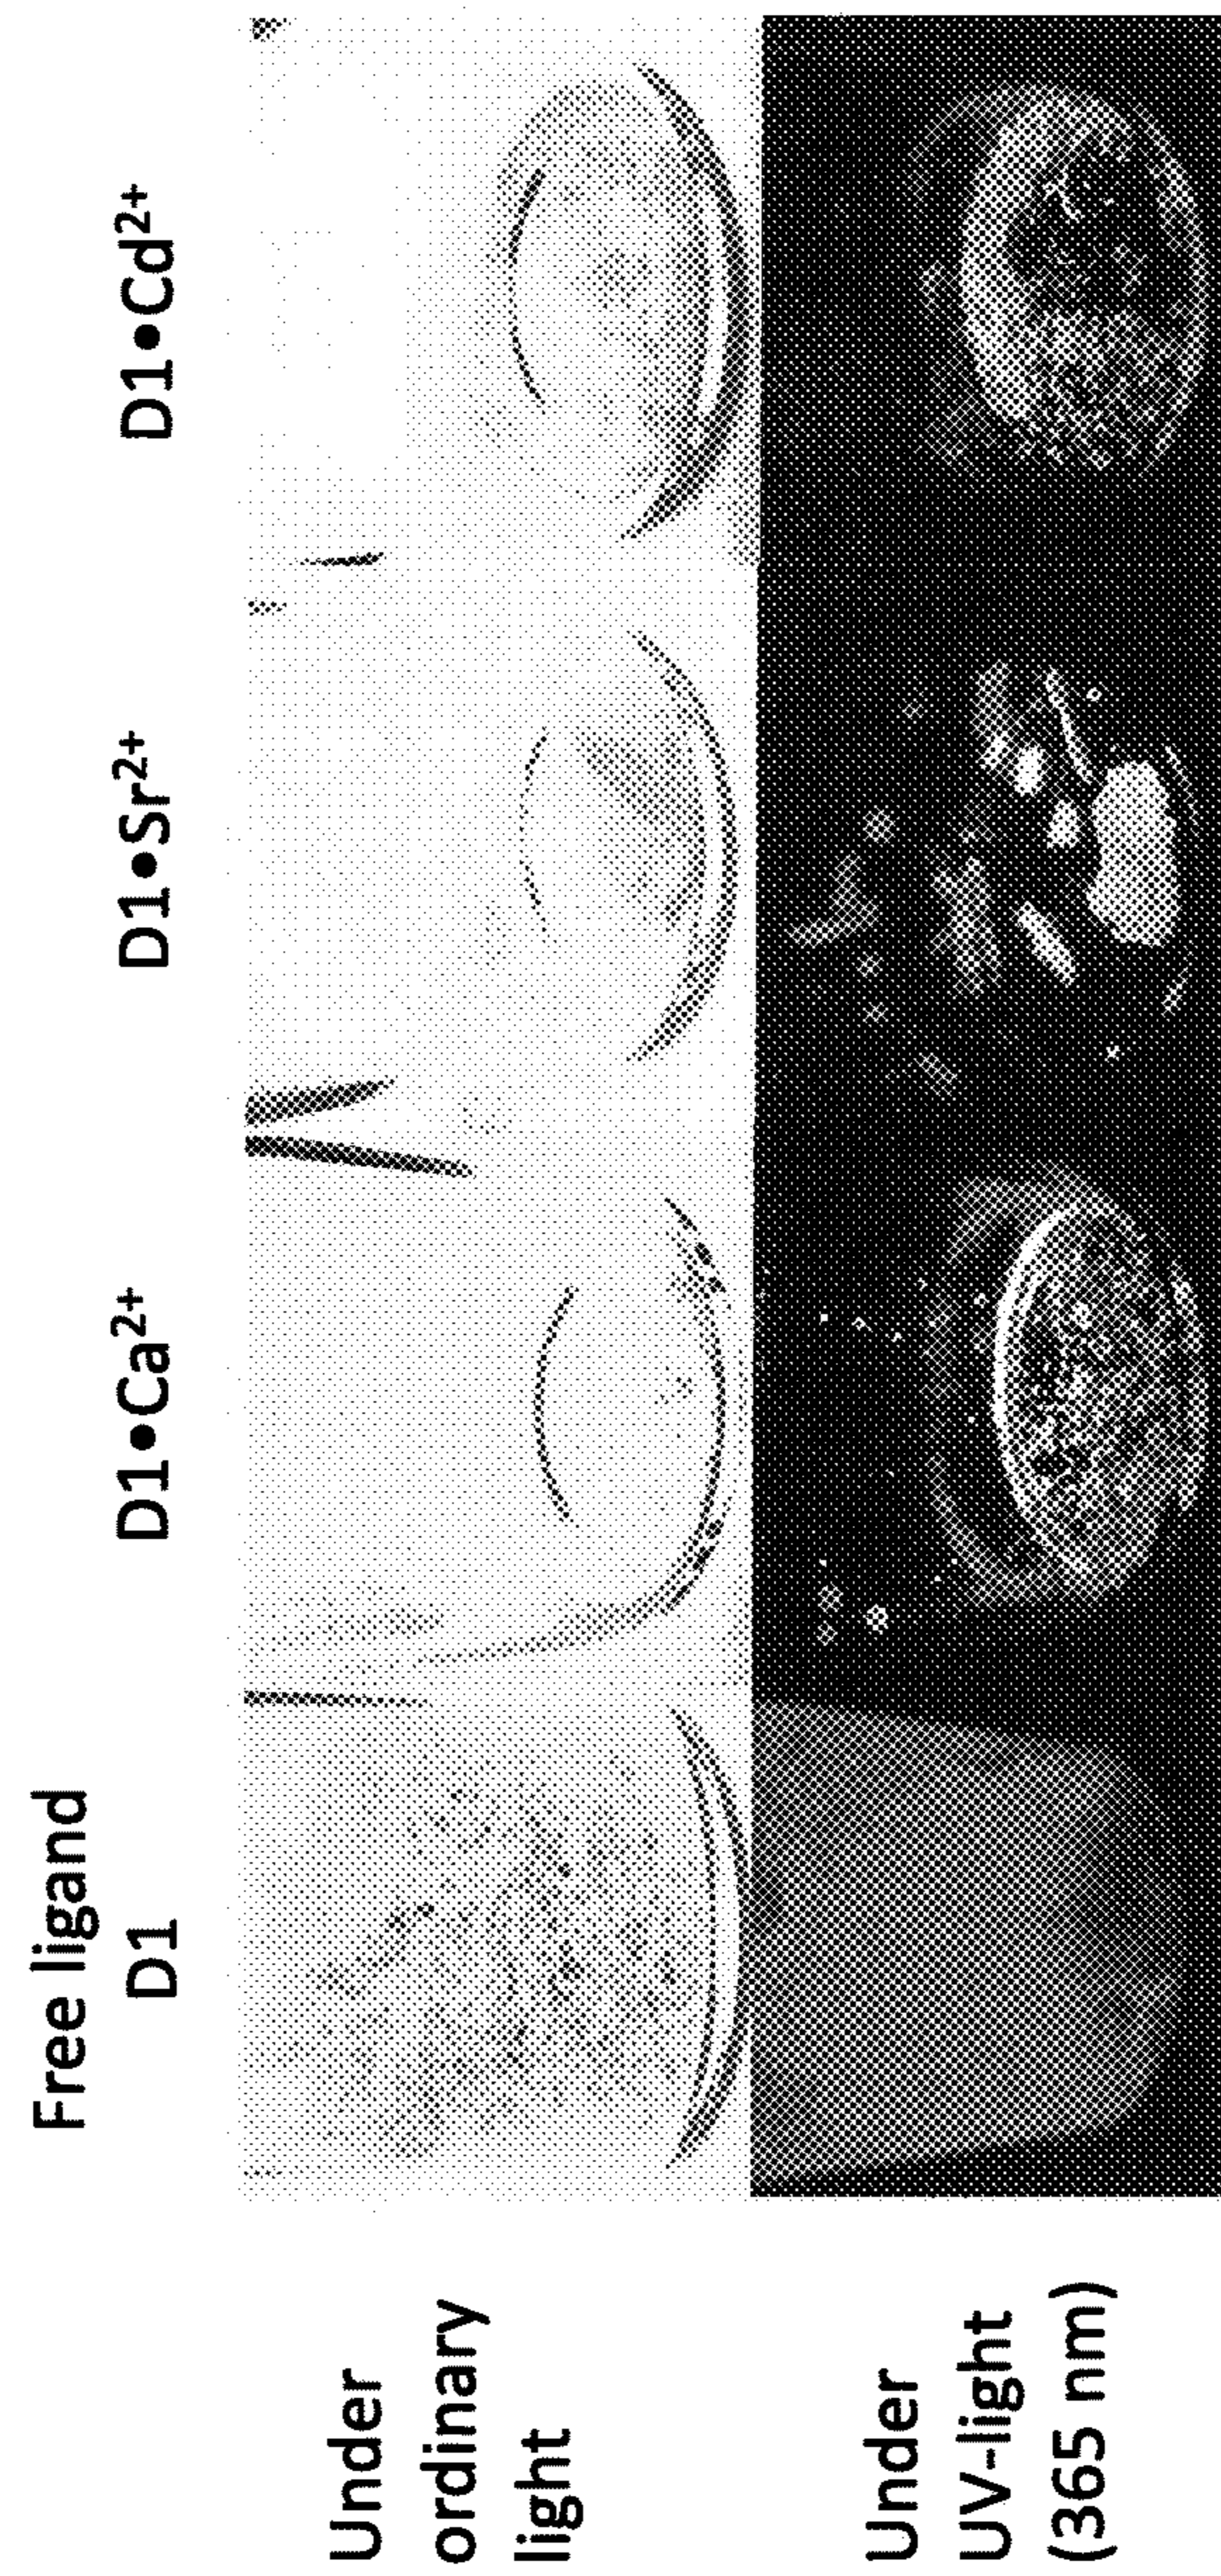 Free ligand
D1
D1•Ca²⁺
D1•Sr²⁺
D1•Cd²⁺
Under
ordinary
light
Under
UV-light
(365 nm)